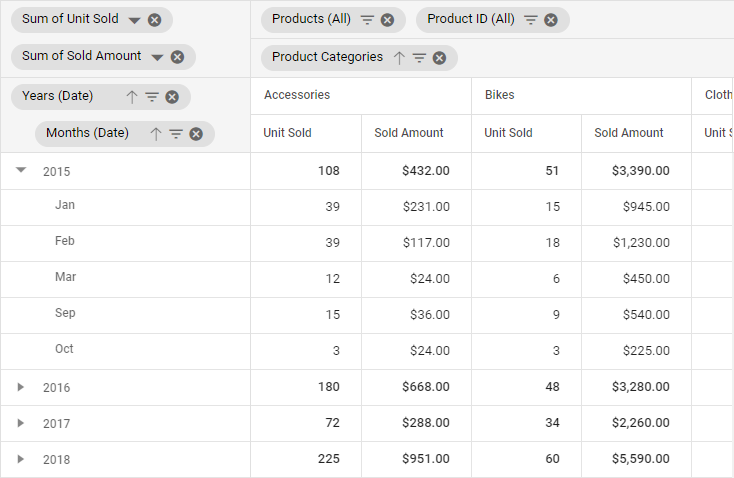 Sum of Unit Sold
Products (All) Product ID (All)
Sum of Sold Amount
Product Categories
Years (Date)
Accessories Bikes Cloth
Months (Date)
Unit Sold Sold Amount Unit Sold Sold Amount Unit S
2015 108 $432.00 51 $3,390.00
Jan 39 $231.00 15 $945.00
Feb 39 $117.00 18 $1,230.00
Mar 12 $24.00 6 $450.00
Sep 15 $36.00 9 $540.00
Oct 3 $24.00 3 $225.00
2016 180 $668.00 48 $3,280.00
2017 72 $288.00 34 $2,260.00
2018 225 $951.00 60 $5,590.00